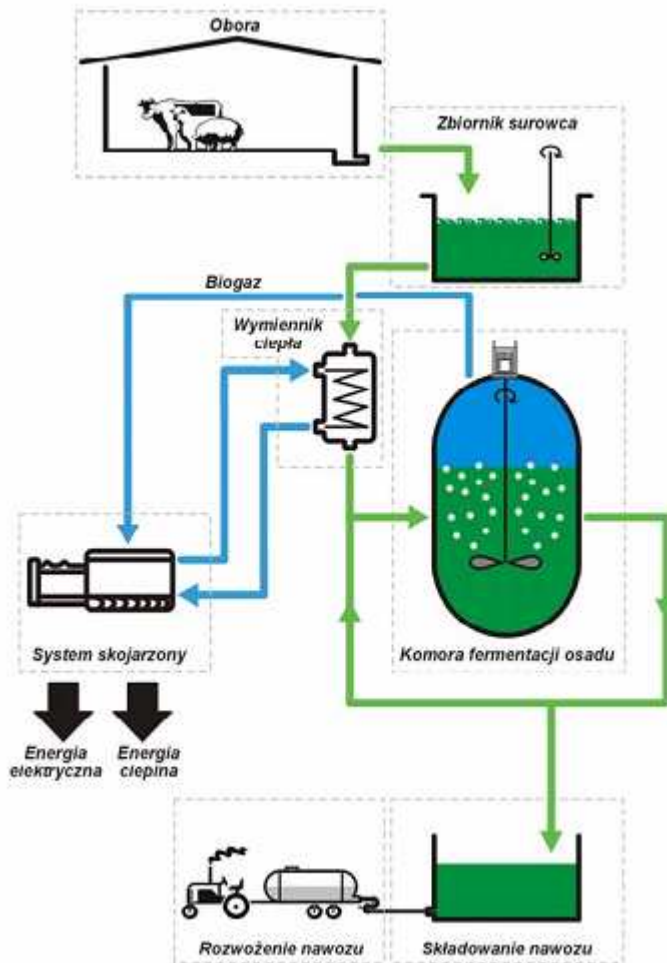 Obora
Zbiornik surowca
Biogaz
Wymiennik
ciepła
System skojarzony
Komora fermentacji osadu
Energia
elektryczna
Energia
cieplna
Rozwożenie nawozu
Składowanie nawozu